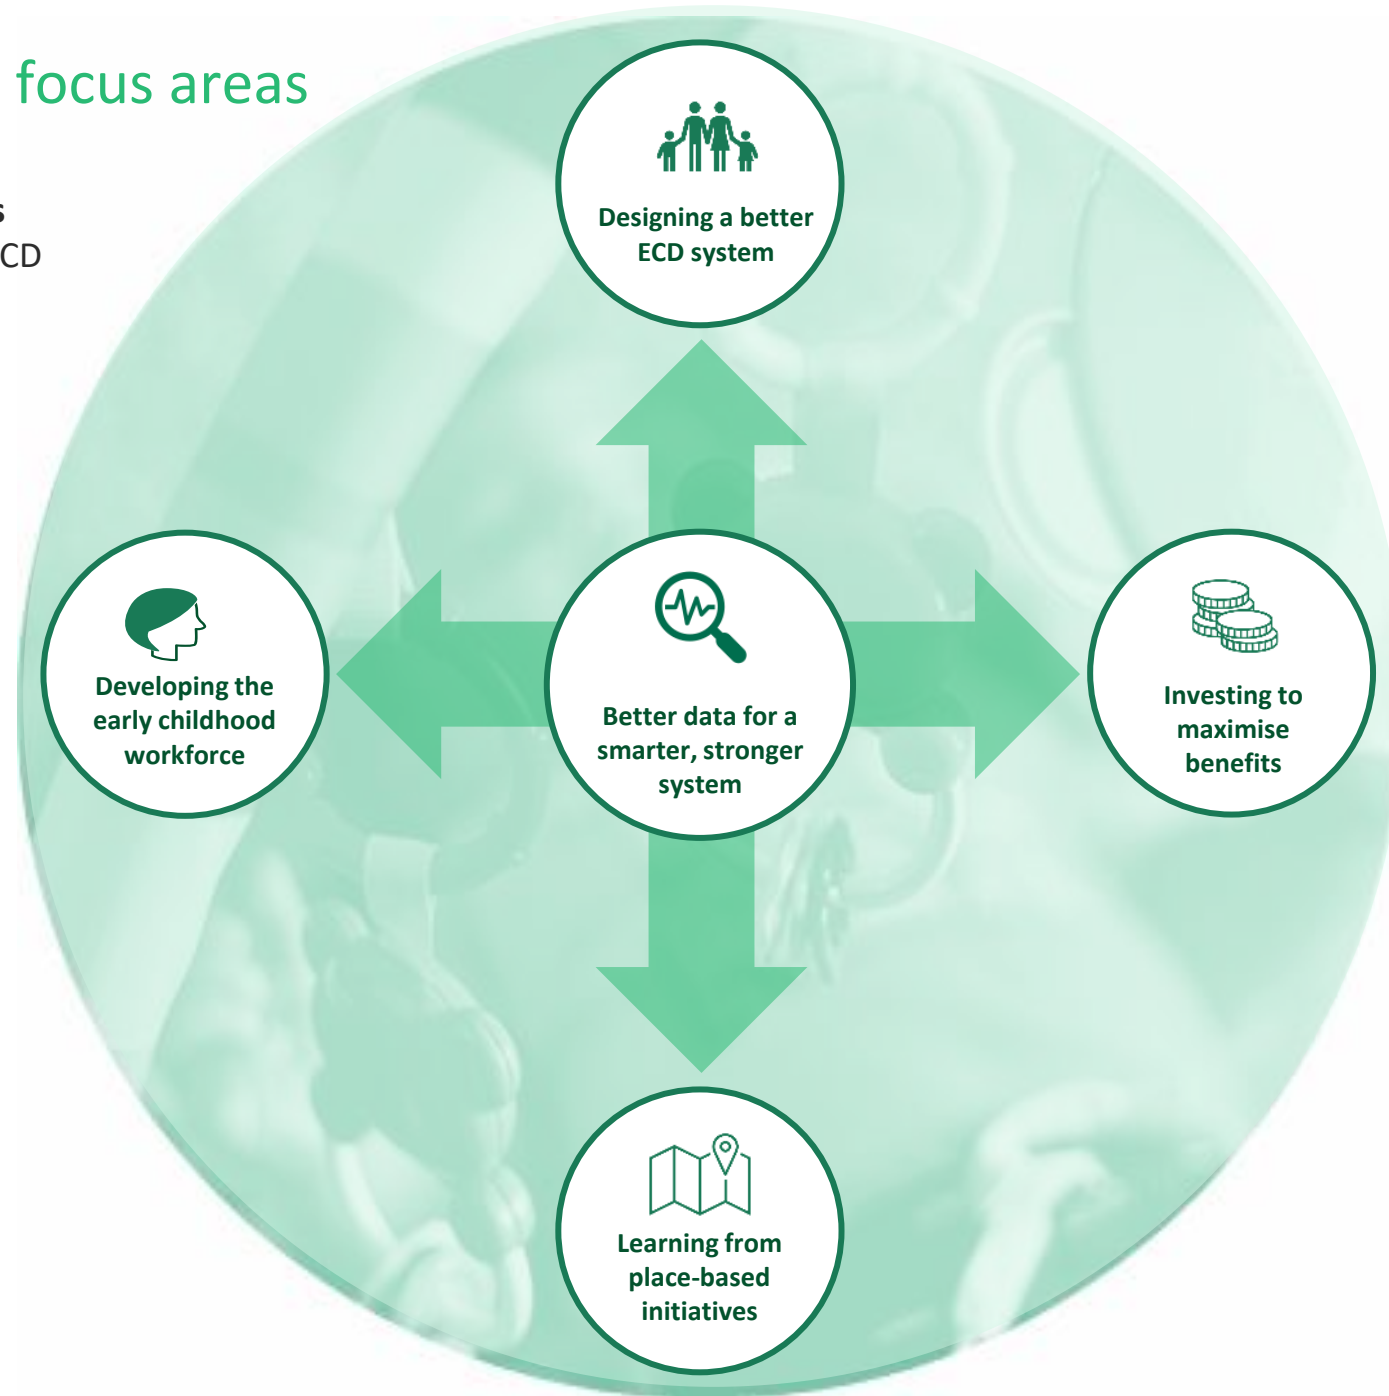 focus areas
s
CD
Designing a better
ECD system
Developing the
early childhood
workforce
Better data for a
smarter, stronger
system
Investing to
maximise
benefits
Learning from
place-based
initiatives